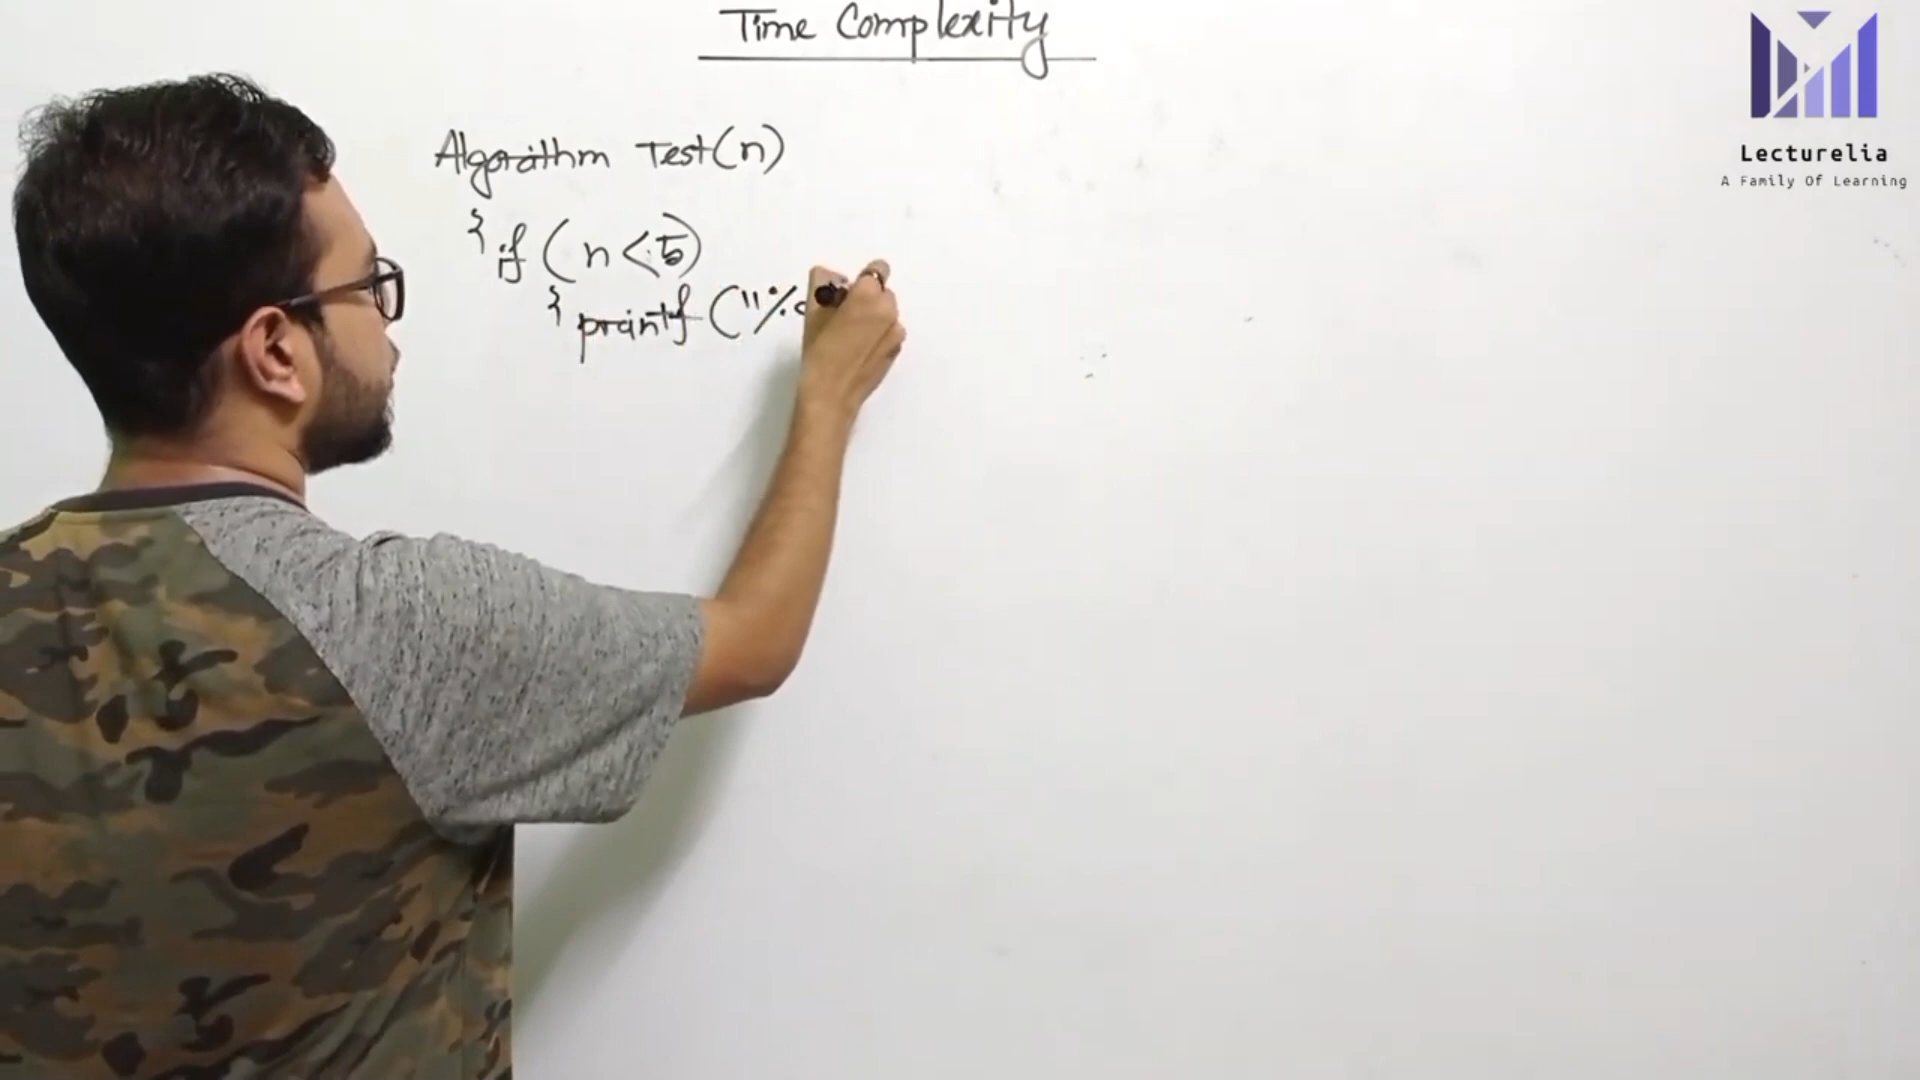 Time Complexity
Algorithm Test(n)
{ if ( n < 5)
{ printf ("%
Lecturelia
A Family Of Learning